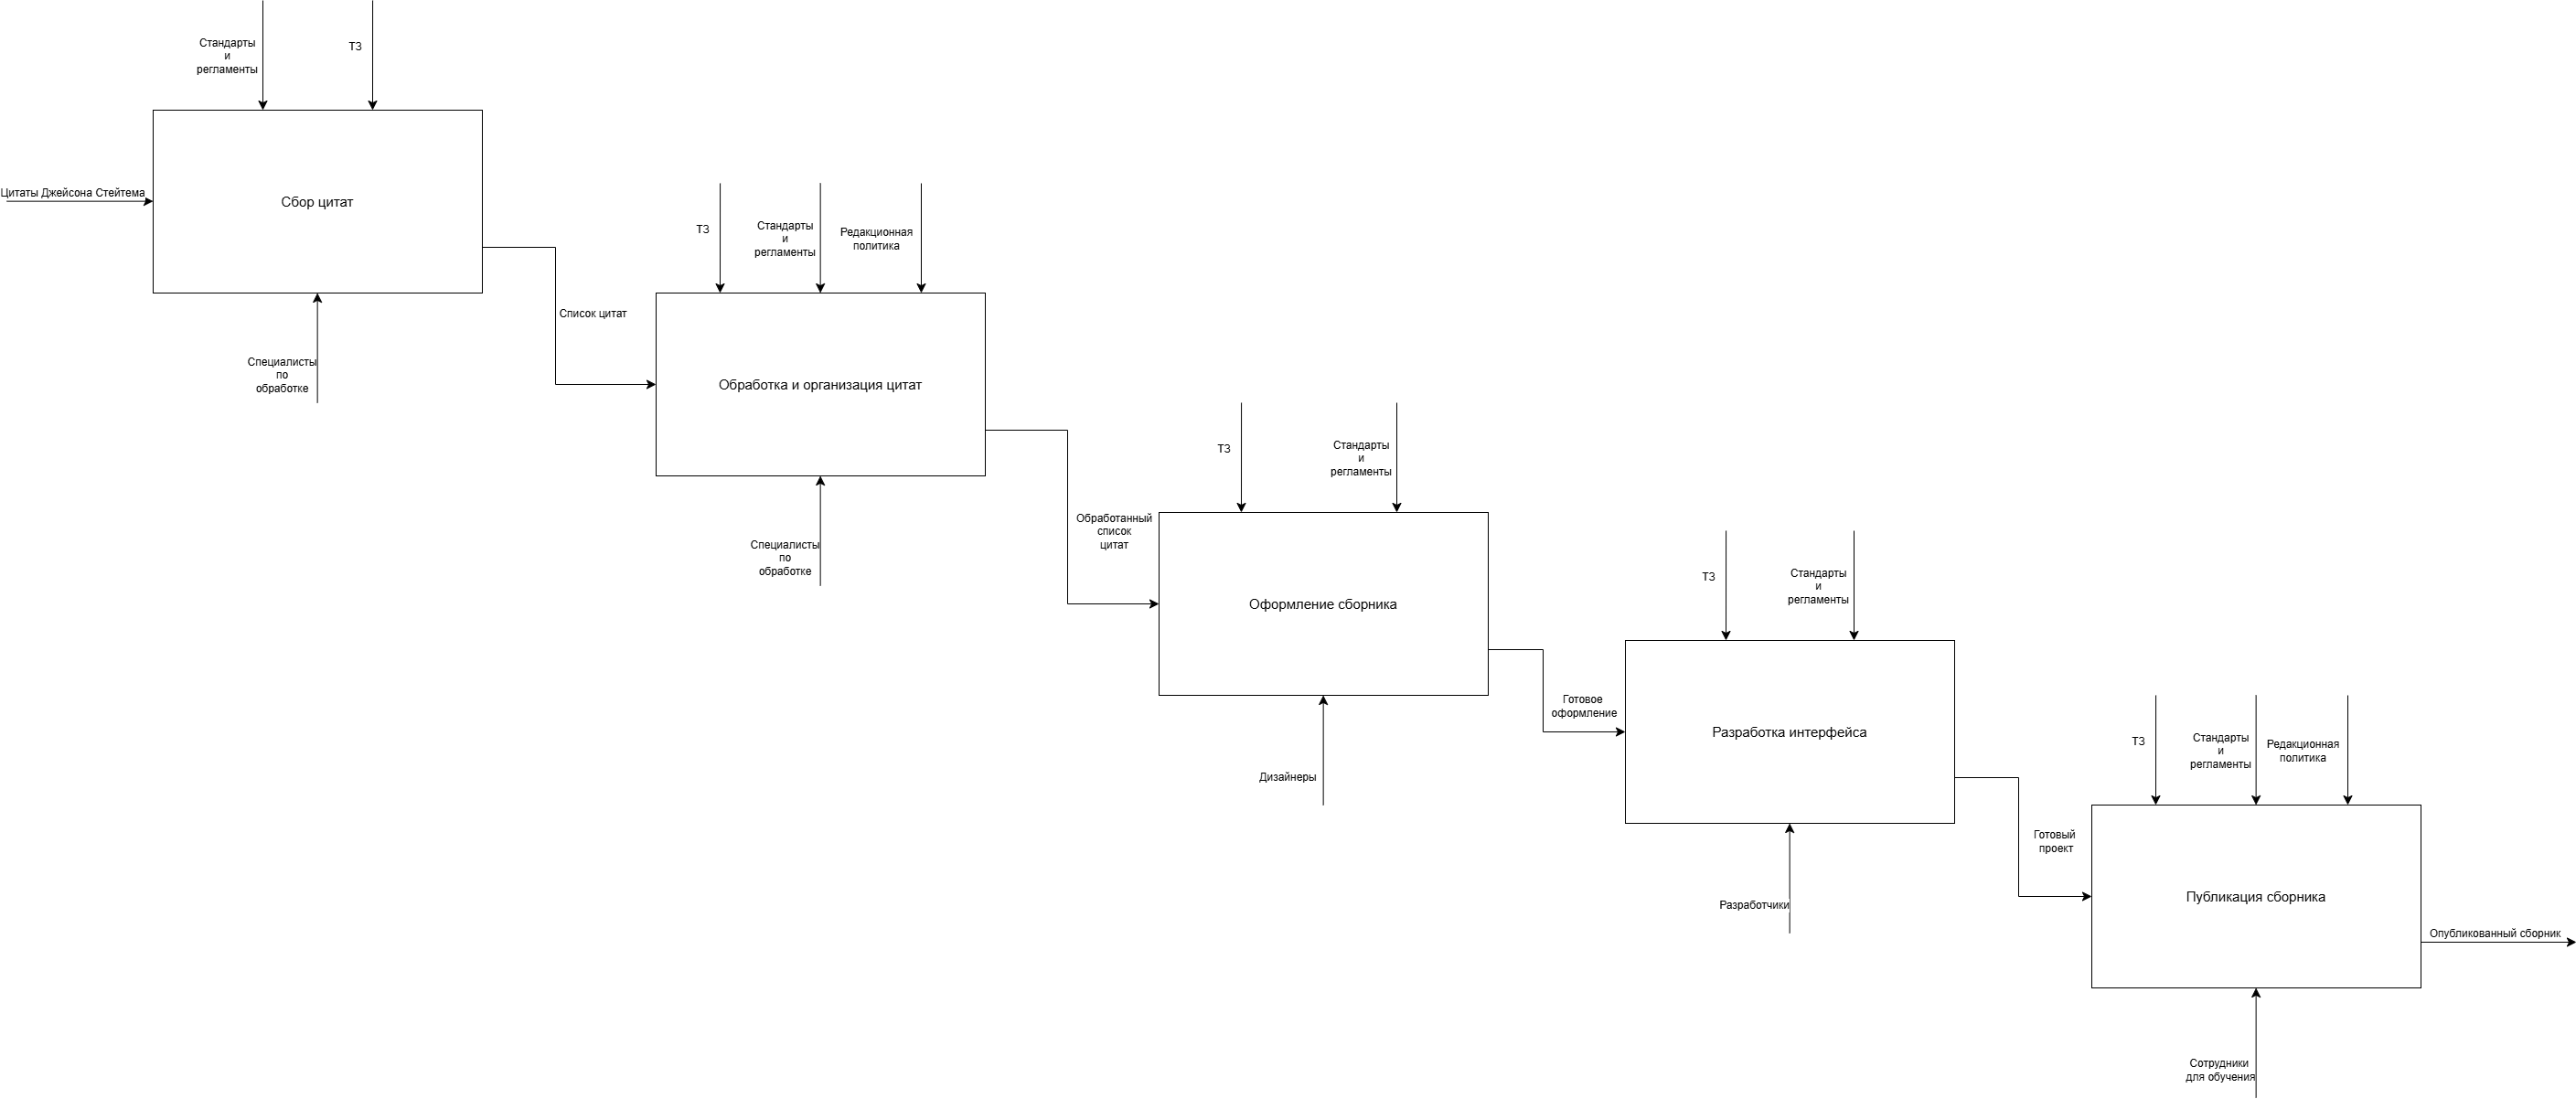 Стандарты
и
регламенты
ТЗ
Цитаты Джейсона Стейтема
Сбор цитат
Специалисты
по
обработке
Список цитат
ТЗ
Стандарты
и
регламенты
Редакционная
политика
Обработка и организация цитат
Специалисты
по
обработке
Обработанный
список
цитат
ТЗ
Стандарты
и
регламенты
Оформление сборника
Дизайнеры
Готовое
оформление
ТЗ
Стандарты
и
регламенты
Разработка интерфейса
Разработчики
Готовый
проект
ТЗ
Стандарты
и
регламенты
Редакционная
политика
Публикация сборника
Опубликованный сборник
Сотрудники
для обучения